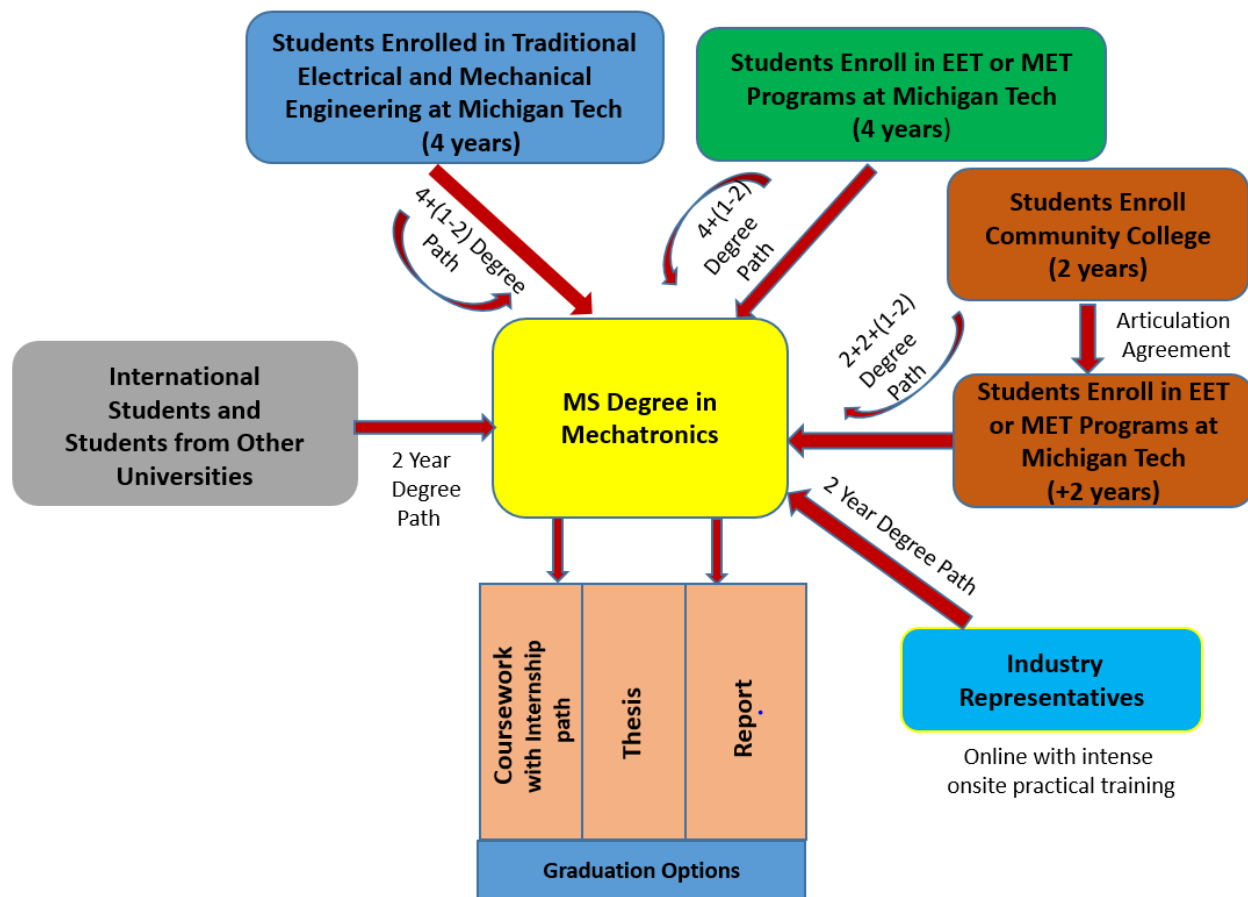 Students Enrolled in Traditional
Electrical and Mechanical
Engineering at Michigan Tech
(4 years)
Students Enroll in EET or MET
Programs at Michigan Tech
(4 years)
4+(1-2) Degree
Path
4+(1-2)
Degree
Path
Students Enroll
Community College
(2 years)
Articulation
Agreement
2+2+(1-2)
Degree
Path
International
Students and
Students from Other
Universities
2 Year
Degree
Path
MS Degree in
Mechatronics
Students Enroll in EET
or MET Programs at
Michigan Tech
(+2 years)
2 Year Degree Path
Industry
Representatives
Online with intense
onsite practical training
Coursework
with Internship
path
Thesis
Report
Graduation Options